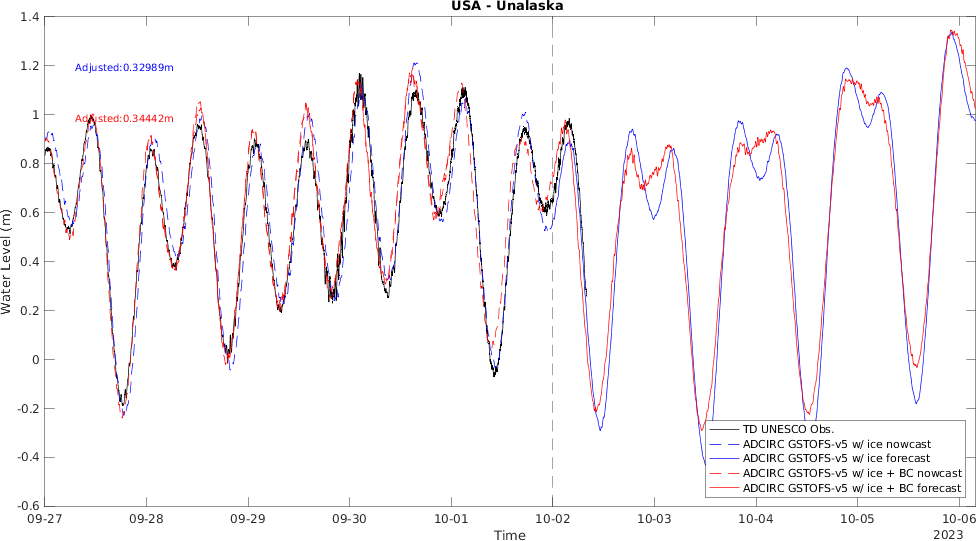 USA - Unalaska
1.4
1.2
1
0.8
0.6
0.4
0.2
0
-0.2
-0.4
-0.6
Water Level (m)
Adjusted:0.32989m
Adjusted:0.34442m
TD UNESCO Obs.
ADCIRC GSTOFS-v5 w/ ice nowcast
ADCIRC GSTOFS-v5 w/ ice forecast
ADCIRC GSTOFS-v5 w/ ice + BC nowcast
ADCIRC GSTOFS-v5 w/ ice + BC forecast
09-27 09-28 09-29 09-30 10-01 10-02 10-03 10-04 10-05 10-06
Time
2023